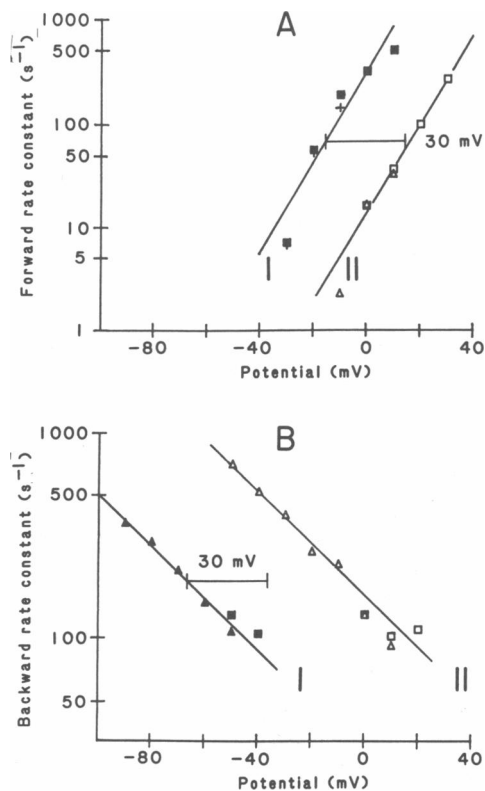 A
Forward rate constant (s⁻¹)
1000
500
100
50
10
5
1
30 mV
I
II
-80
-40
0
40
Potential (mV)
B
Backward rate constant (s⁻¹)
1000
500
100
50
30 mV
I
II
-80
-40
0
40
Potential (mV)